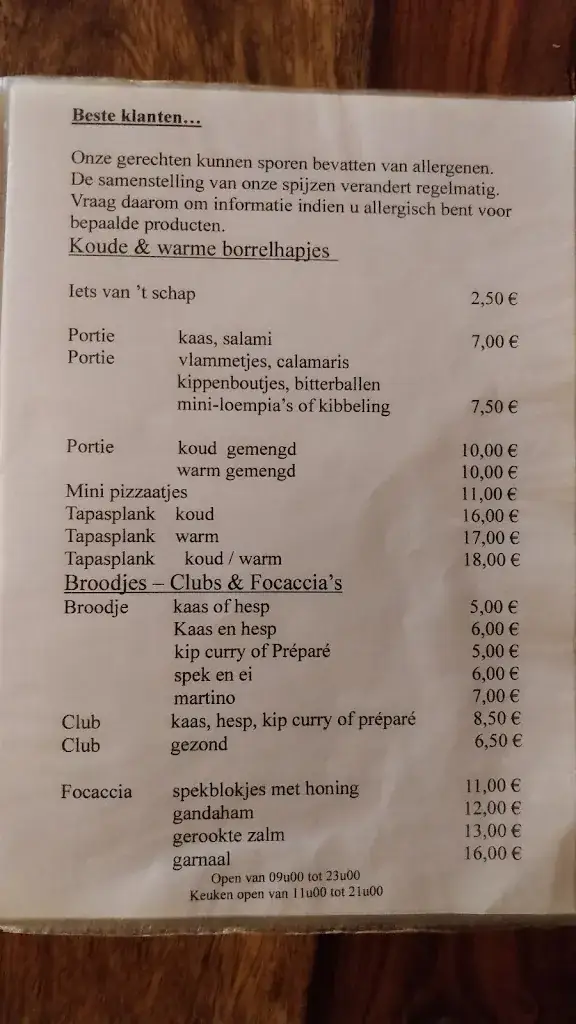 Beste klanten...
Onze gerechten kunnen sporen bevatten van allergenen.
De samenstelling van onze spijzen verandert regelmatig.
Vraag daarom om informatie indien u allergisch bent voor
bepaalde producten.
Koude & warme borrelhapjes
Iets van 't schap 2,50 €
Portie kaas, salami 7,00 €
Portie vlammetjes, calamaris
kippenboutjes, bitterballen
mini-loempia's of kibbeling 7,50 €
Portie koud gemengd 10,00 €
warm gemengd 10,00 €
Mini pizzaatjes 11,00 €
Tapasplank koud 16,00 €
Tapasplank warm 17,00 €
Tapasplank koud / warm 18,00 €
Broodjes – Clubs & Focaccia's
Broodje kaas of hesp 5,00 €
Kaas en hesp 6,00 €
kip curry of Préparé 5,00 €
spek en ei 6,00 €
martino 7,00 €
Club kaas, hesp, kip curry of préparé 8,50 €
Club gezond 6,50 €
Focaccia spekblokjes met honing 11,00 €
gandaham 12,00 €
gerookte zalm 13,00 €
garnaal 16,00 €
Open van 09u00 tot 23u00
Keuken open van 11u00 tot 21u00